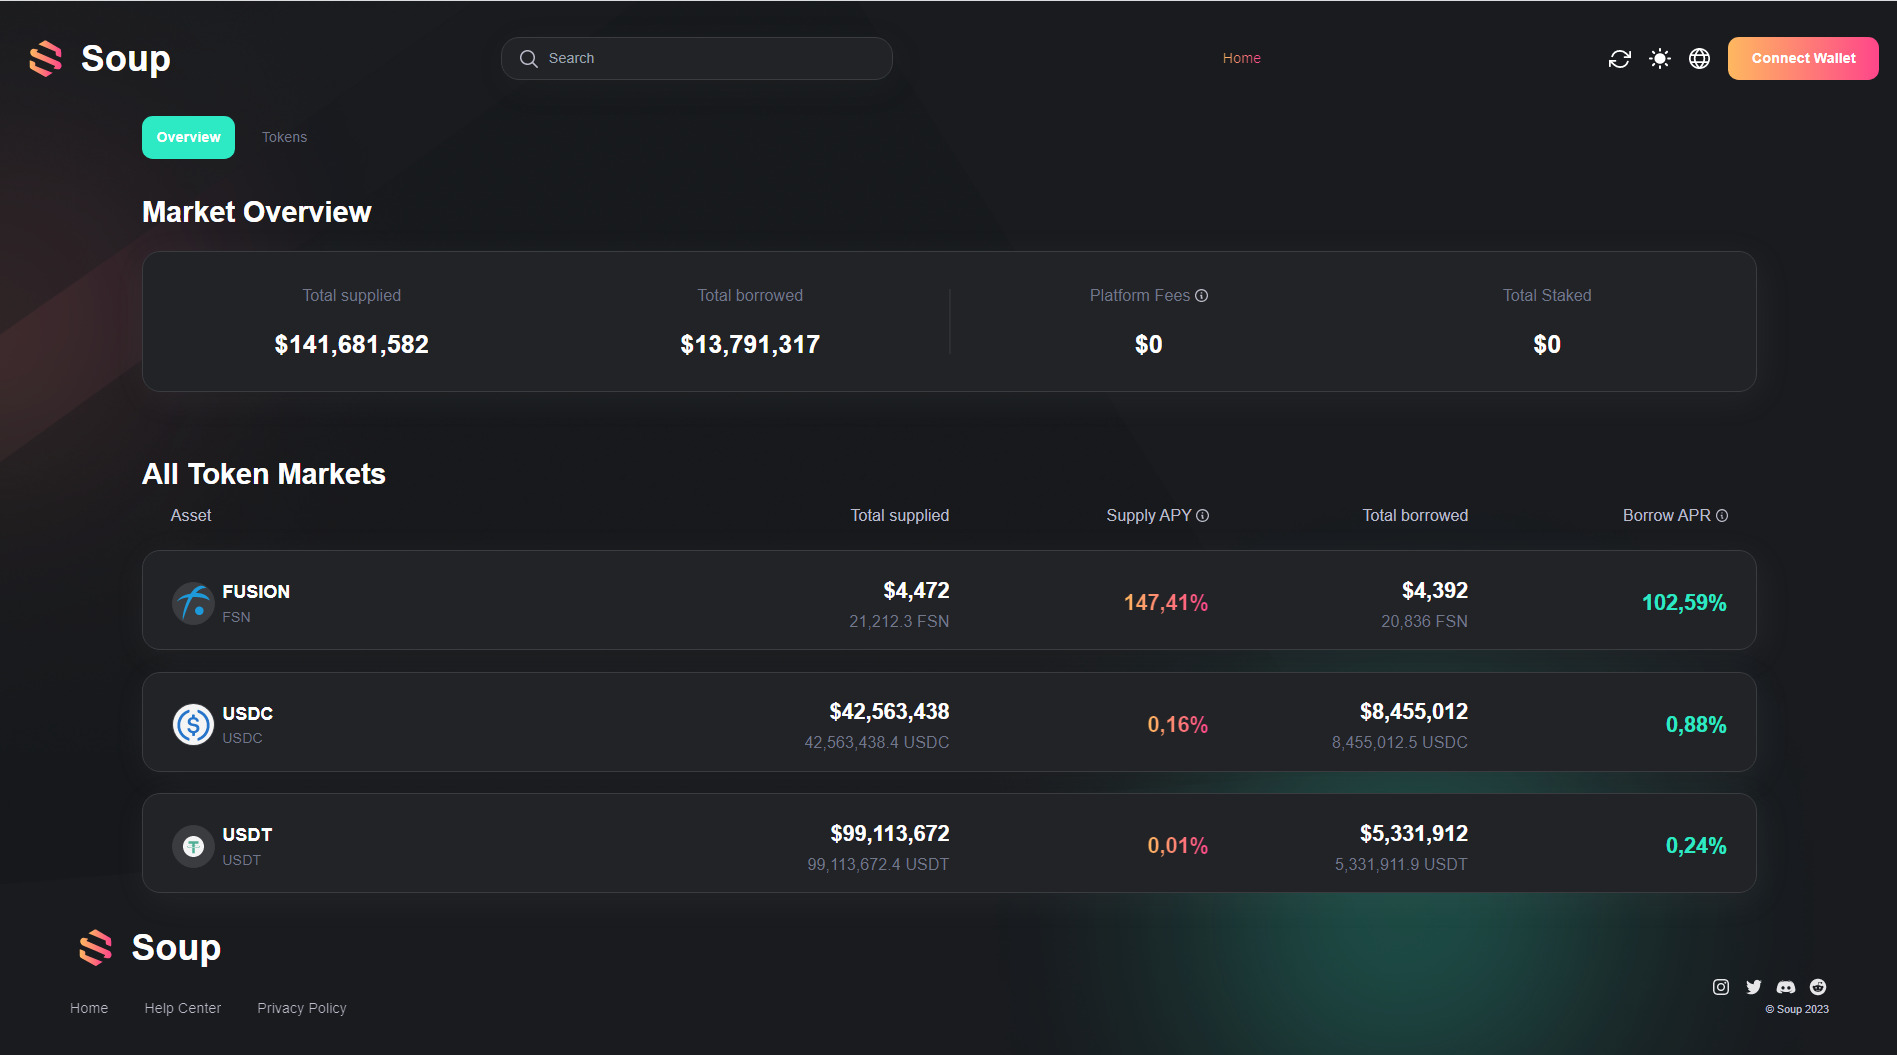 Soup
Search
Home
Connect Wallet
Overview
Tokens
Market Overview
Total supplied
Total borrowed
Platform Fees
Total Staked
$141,681,582
$13,791,317
$0
$0
All Token Markets
Asset
Total supplied
Supply APY
Total borrowed
Borrow APR
FUSION
FSN
$4,472
21,212.3 FSN
147,41%
$4,392
20,836 FSN
102,59%
USDC
USDC
$42,563,438
42,563,438.4 USDC
0,16%
$8,455,012
8,455,012.5 USDC
0,88%
USDT
USDT
$99,113,672
99,113,672.4 USDT
0,01%
$5,331,912
5,331,911.9 USDT
0,24%
Soup
Home
Help Center
Privacy Policy
© Soup 2023